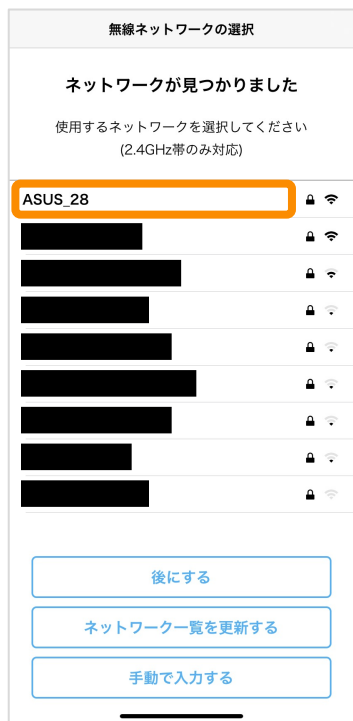 無線ネットワークの選択
ネットワークが見つかりました
使用するネットワークを選択してください
(2.4GHz帯のみ対応)
ASUS_28
後にする
ネットワーク一覧を更新する
手動で入力する